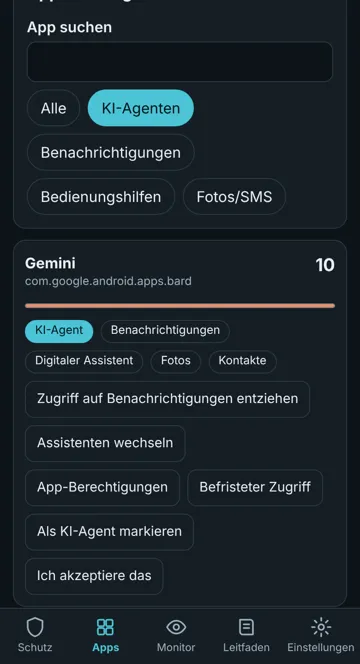 App suchen
Alle
KI-Agenten
Benachrichtigungen
Bedienungshilfen
Fotos/SMS
Gemini
10
com.google.android.apps.bard
KI-Agent
Benachrichtigungen
Digitaler Assistent
Fotos
Kontakte
Zugriff auf Benachrichtigungen entziehen
Assistenten wechseln
App-Berechtigungen
Befristeter Zugriff
Als KI-Agent markieren
Ich akzeptiere das
Schutz
Apps
Monitor
Leitfaden
Einstellungen